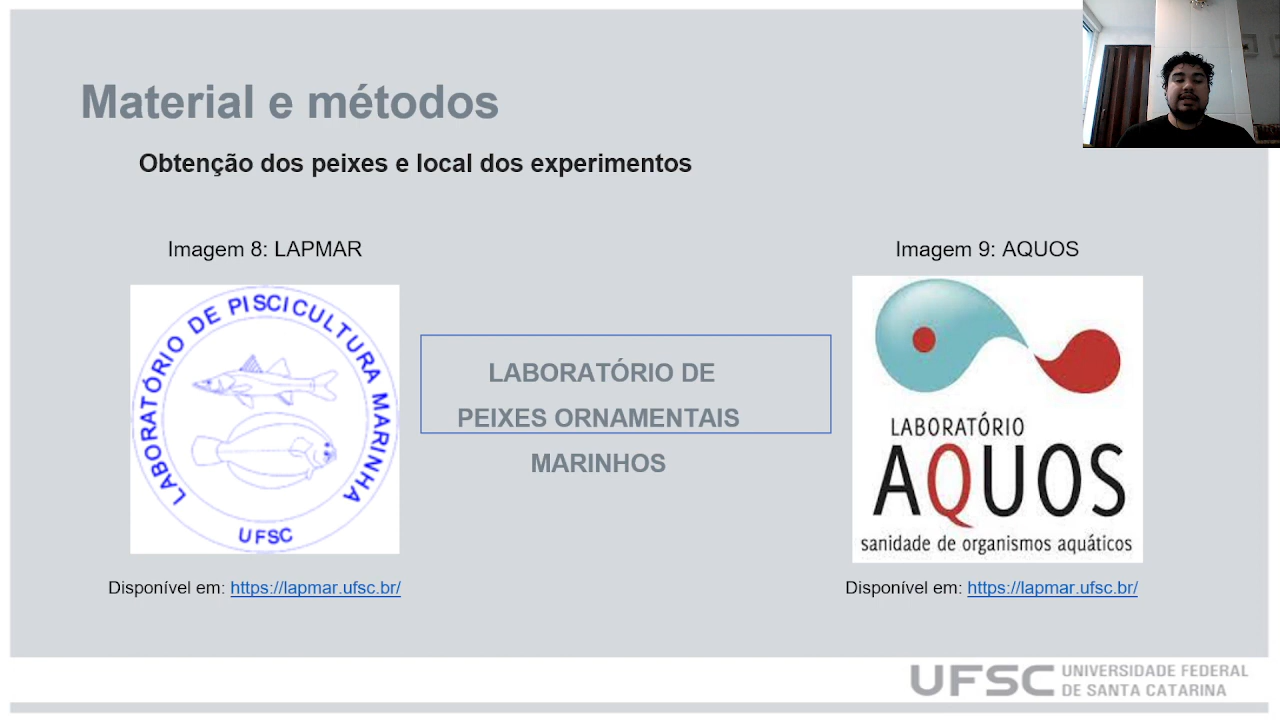 Material e métodos
Obtenção dos peixes e local dos experimentos
Imagem 8: LAPMAR
LABORATÓRIO DE PISCICULTURA MARINHA
UFSC
Disponível em: https://lapmar.ufsc.br/
LABORATÓRIO DE
PEIXES ORNAMENTAIS
MARINHOS
Imagem 9: AQUOS
LABORATÓRIO
AQUOS
sanidade de organismos aquáticos
Disponível em: https://lapmar.ufsc.br/
UFSC
UNIVERSIDADE FEDERAL
DE SANTA CATARINA